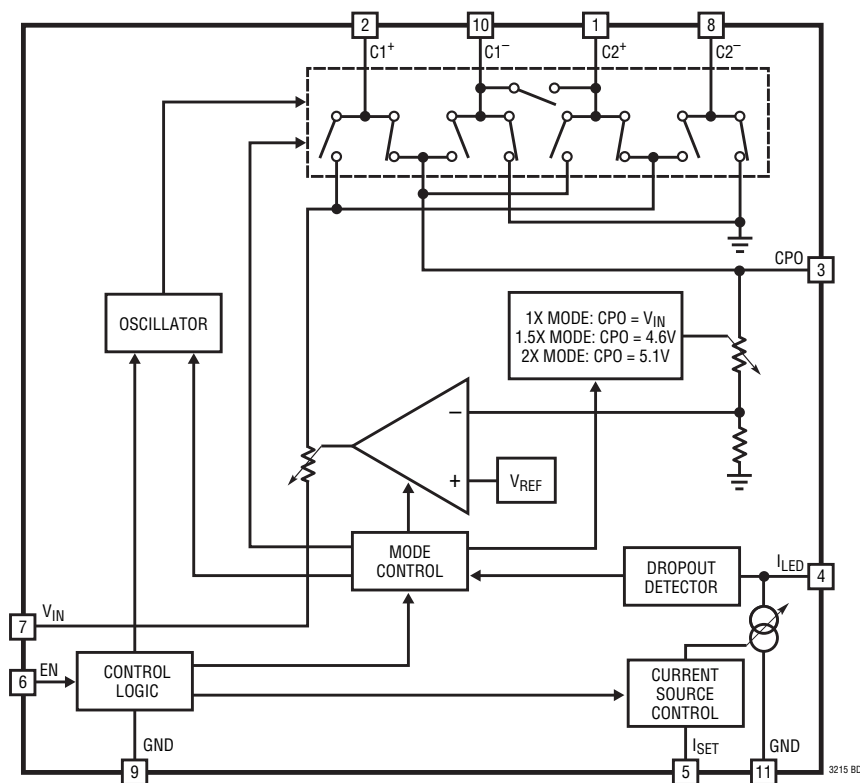 2
10
1
8
C1+
C1–
C2+
C2–
CPO
3
OSCILLATOR
1X MODE: CPO = VIN
1.5X MODE: CPO = 4.6V
2X MODE: CPO = 5.1V
–
+
VREF
MODE
CONTROL
DROPOUT
DETECTOR
ILED
4
VIN
7
EN
6
CONTROL
LOGIC
CURRENT
SOURCE
CONTROL
GND
9
ISET
5
GND
11
3215 BD